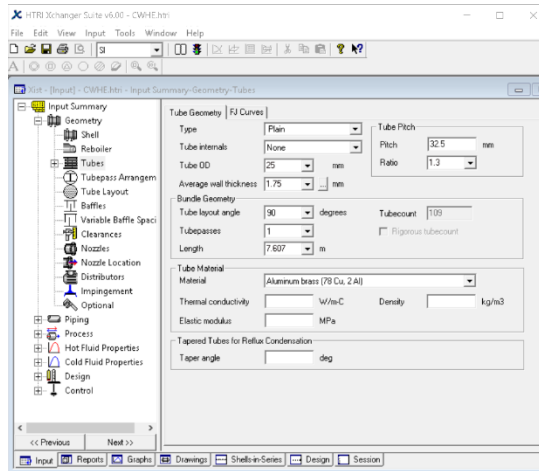 HTRI Xchanger Suite v6.00 - CWHE.htri
File Edit View Input Tools Window Help
SI
Xist - [Input] - CWHE.htri - Input Summary-Geometry-Tubes
Input Summary
Geometry
Shell
Reboiler
Tubes
Tubepass Arrangem
Tube Layout
Baffles
Variable Baffle Spaci
Clearances
Nozzles
Nozzle Location
Distributors
Impingement
Optional
Piping
Process
Hot Fluid Properties
Cold Fluid Properties
Design
Control
<< Previous Next >>
Tube Geometry FJ Curves
Type Plain
Tube internals None
Tube OD 25 mm
Average wall thickness 1.75 ... mm
Tube Pitch
Pitch 32.5 mm
Ratio 1.3
Bundle Geometry
Tube layout angle 90 degrees Tubecount 109
Tubepasses 1 Rigorous tubecount
Length 7.607 m
Tube Material
Material Aluminum brass (78 Cu, 2 Al)
Thermal conductivity W/m-C Density kg/m3
Elastic modulus MPa
Tapered Tubes for Reflux Condensation
Taper angle deg
Input Reports Graphs Drawings Shells-in-Series Design Session